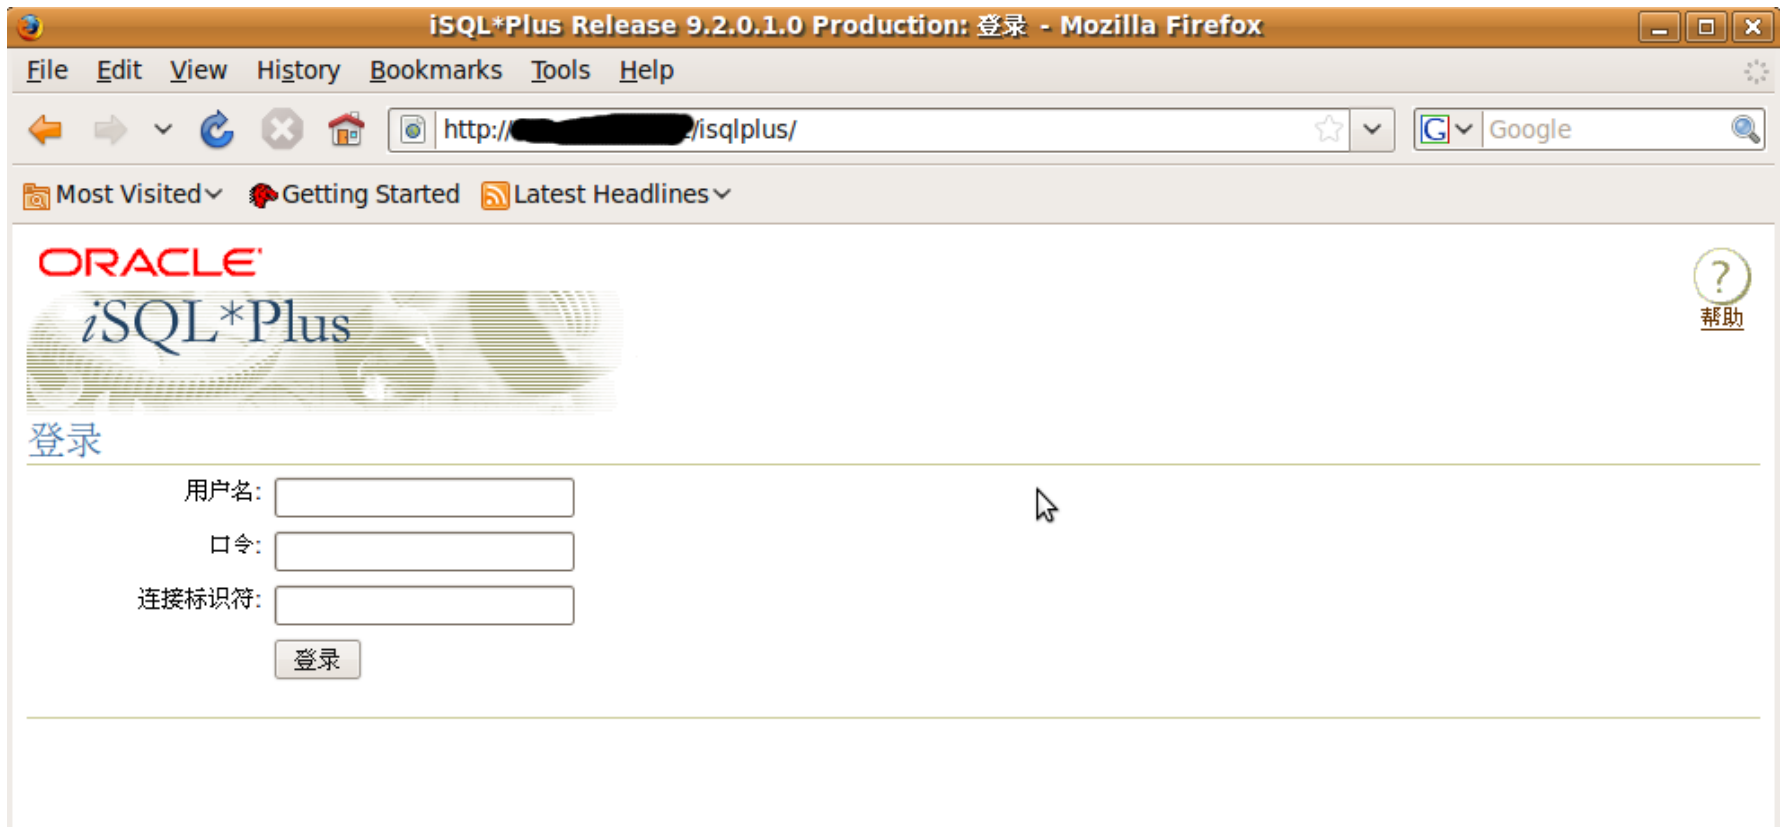 iSQL*Plus Release 9.2.0.1.0 Production: 登录 - Mozilla Firefox
File Edit View History Bookmarks Tools Help
http:// /isqlplus/ G Google
Most Visited Getting Started Latest Headlines
ORACLE
iSQL*Plus
?
帮助
登录
用户名:
口令:
连接标识符:
登录